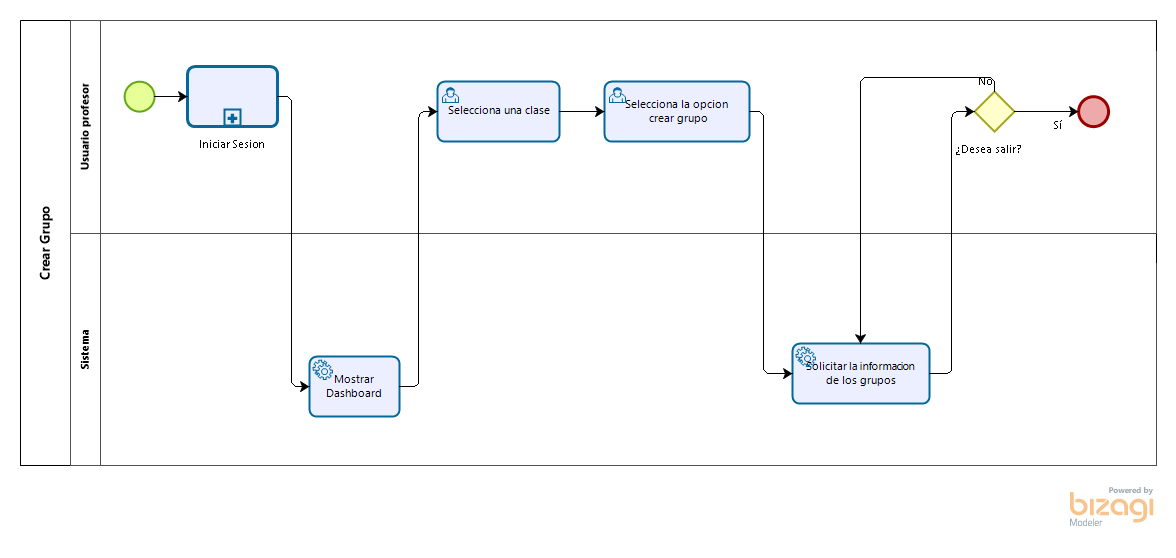 Crear Grupo
Usuario profesor
Iniciar Sesion
Selecciona una clase
Selecciona la opcion
crear grupo
No
¿Desea salir?
Sí
Sistema
Mostrar
Dashboard
Solicitar la informacion
de los grupos
Powered by
bizagi
Modeler